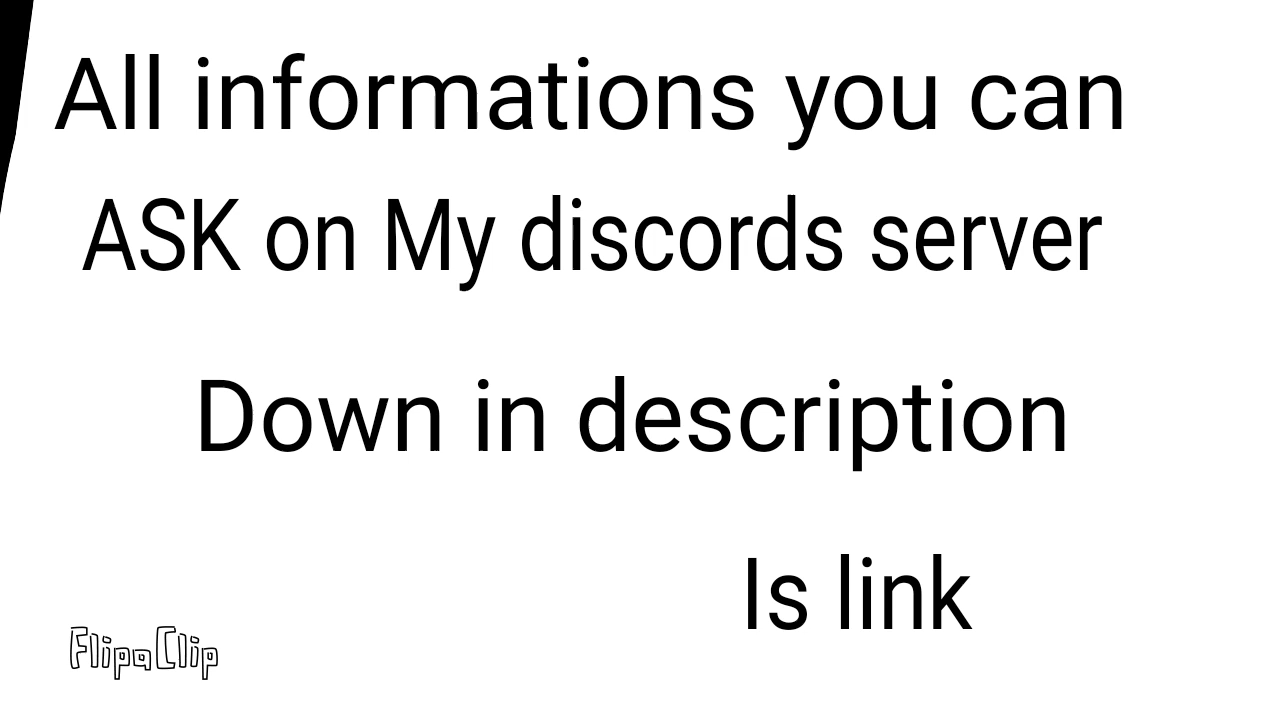 All informations you can
ASK on My discords server
Down in description
Is link
FlipaClip